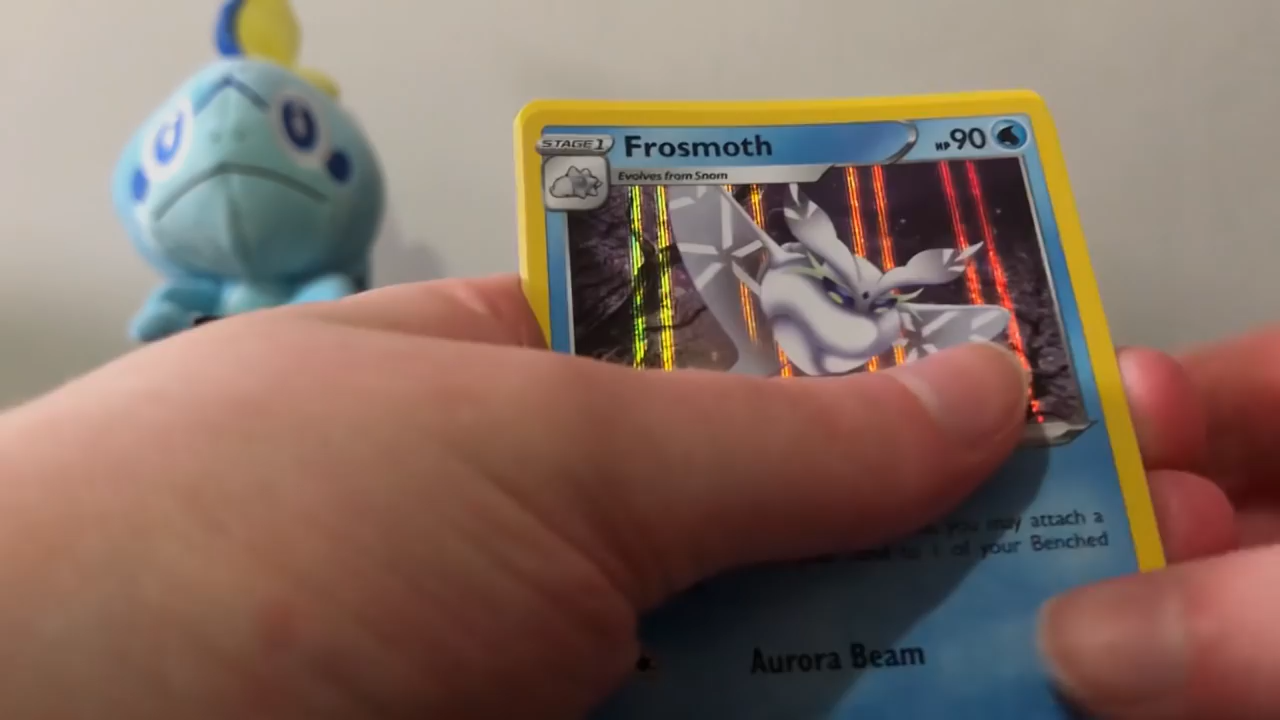 STAGE 1
Frosmoth
HP 90
Evolves from Snom
you may attach a
to 1 of your Benched
Aurora Beam